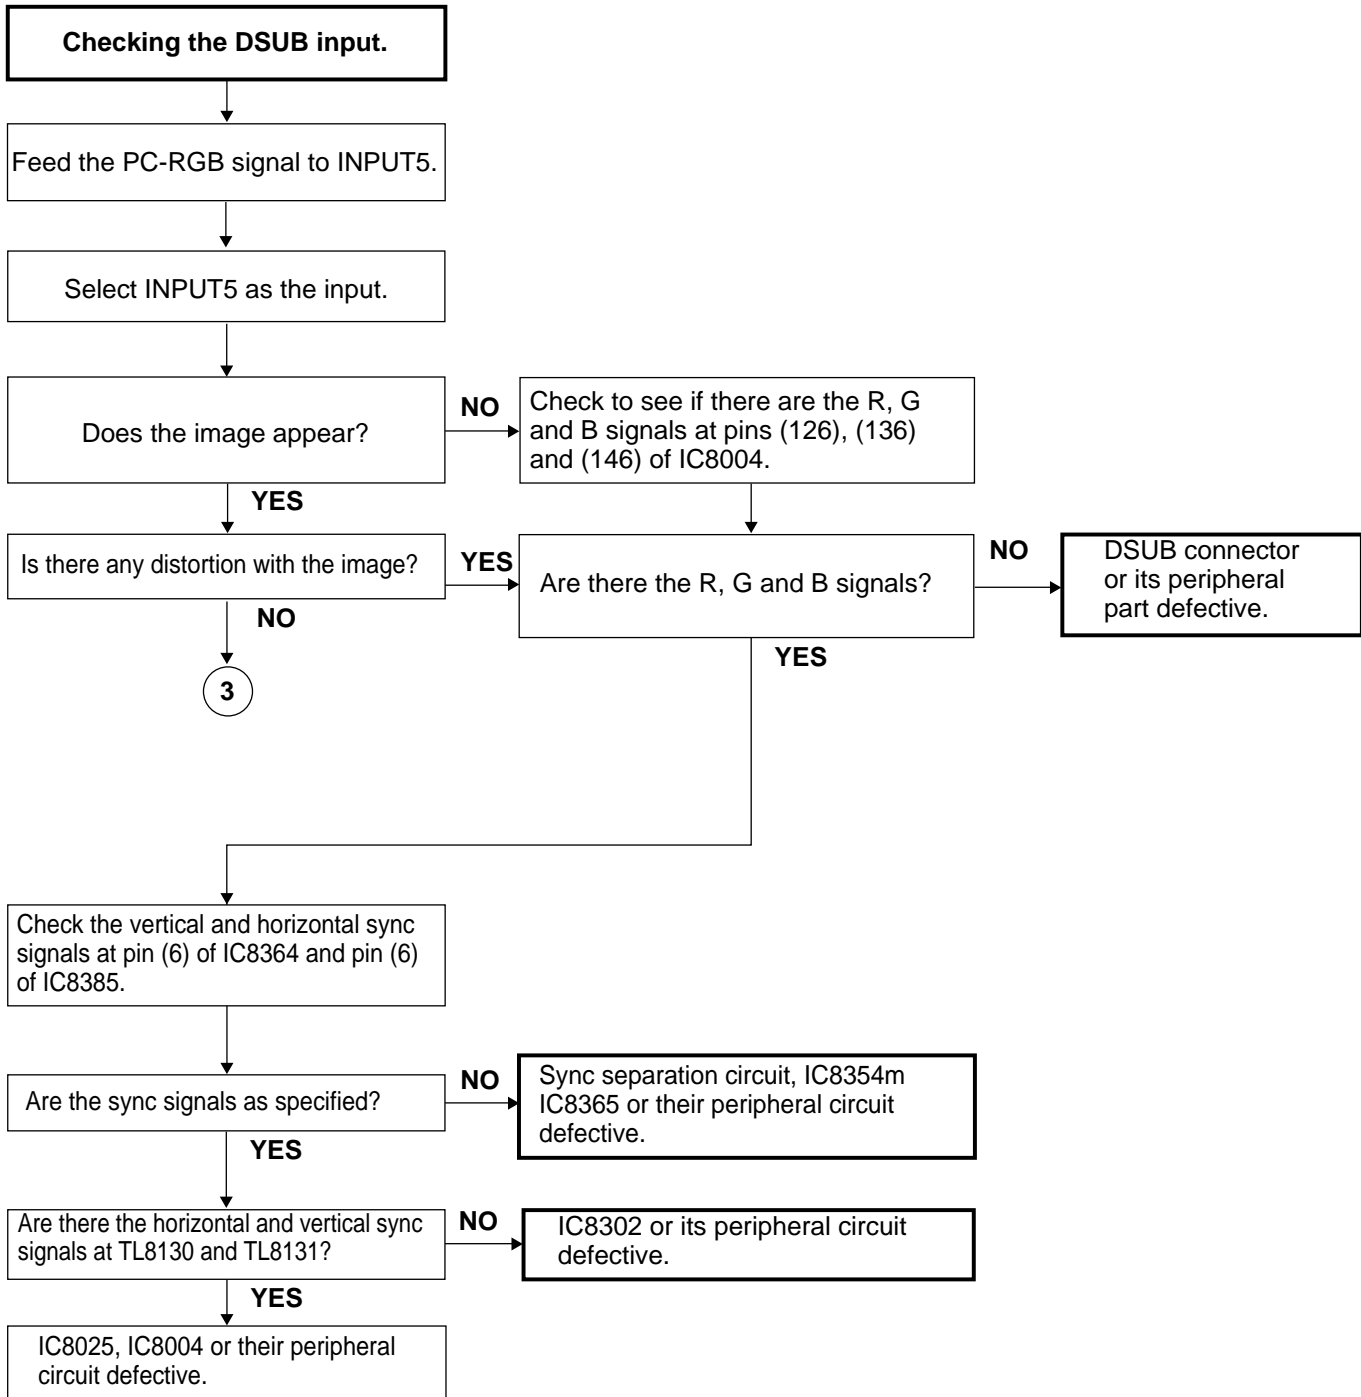 Checking the DSUB input.
Feed the PC-RGB signal to INPUT5.
Select INPUT5 as the input.
Does the image appear?
NO
Check to see if there are the R, G
and B signals at pins (126), (136)
and (146) of IC8004.
YES
Is there any distortion with the image?
YES
Are there the R, G and B signals?
NO
DSUB connector
or its peripheral
part defective.
NO
YES
3
Check the vertical and horizontal sync
signals at pin (6) of IC8364 and pin (6)
of IC8385.
Are the sync signals as specified?
NO
Sync separation circuit, IC8354m
IC8365 or their peripheral circuit
defective.
YES
Are there the horizontal and vertical sync
signals at TL8130 and TL8131?
NO
IC8302 or its peripheral circuit
defective.
YES
IC8025, IC8004 or their peripheral
circuit defective.